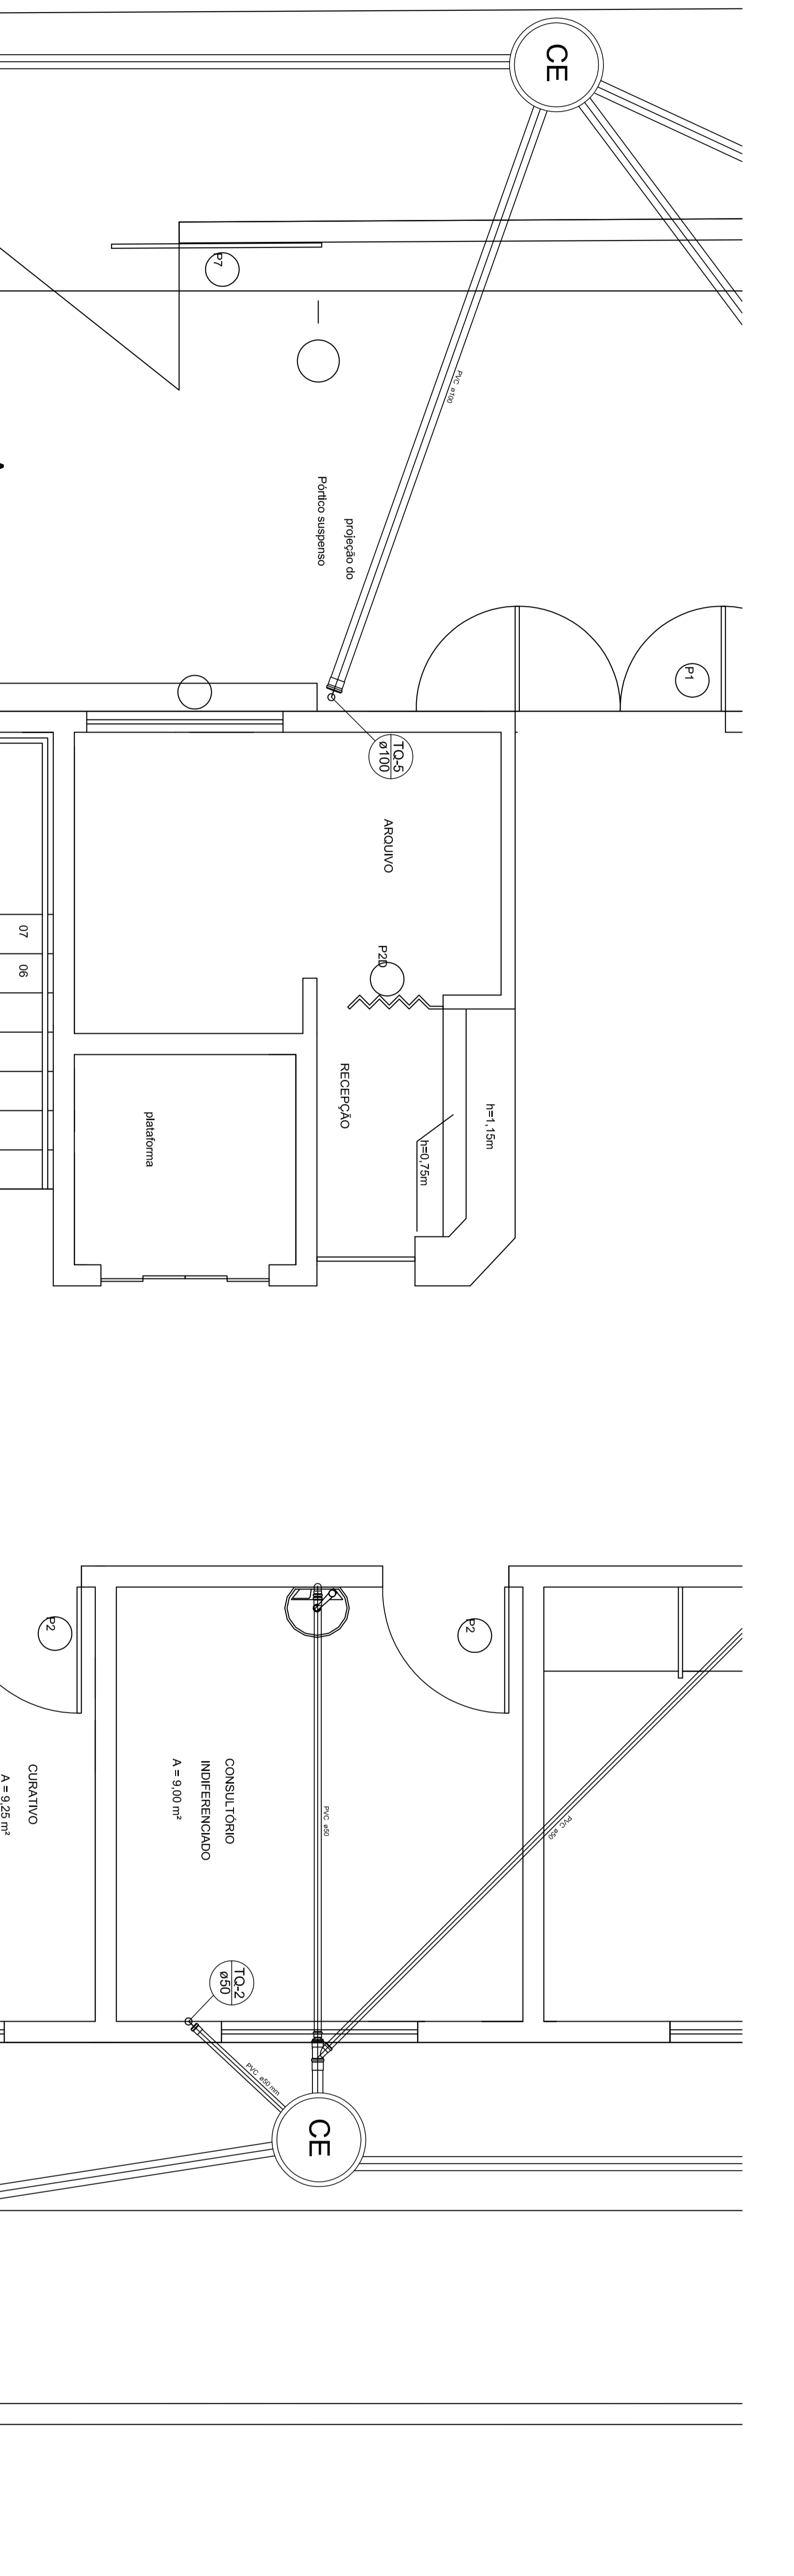 CE
P7
PVC ø100
projeção do
Pórtico suspenso
P1
TQ-5
ø100
ARQUIVO
07
06
P2D
RECEPÇÃO
h=1,15m
h=0,75m
plataforma
P2
P2
CONSULTÓRIO
INDIFERENCIADO
A = 9,00 m²
CURATIVO
A = 9,25 m²
PVC ø50
PVC ø50
TQ-2
ø50
PVC ø50 mm
CE